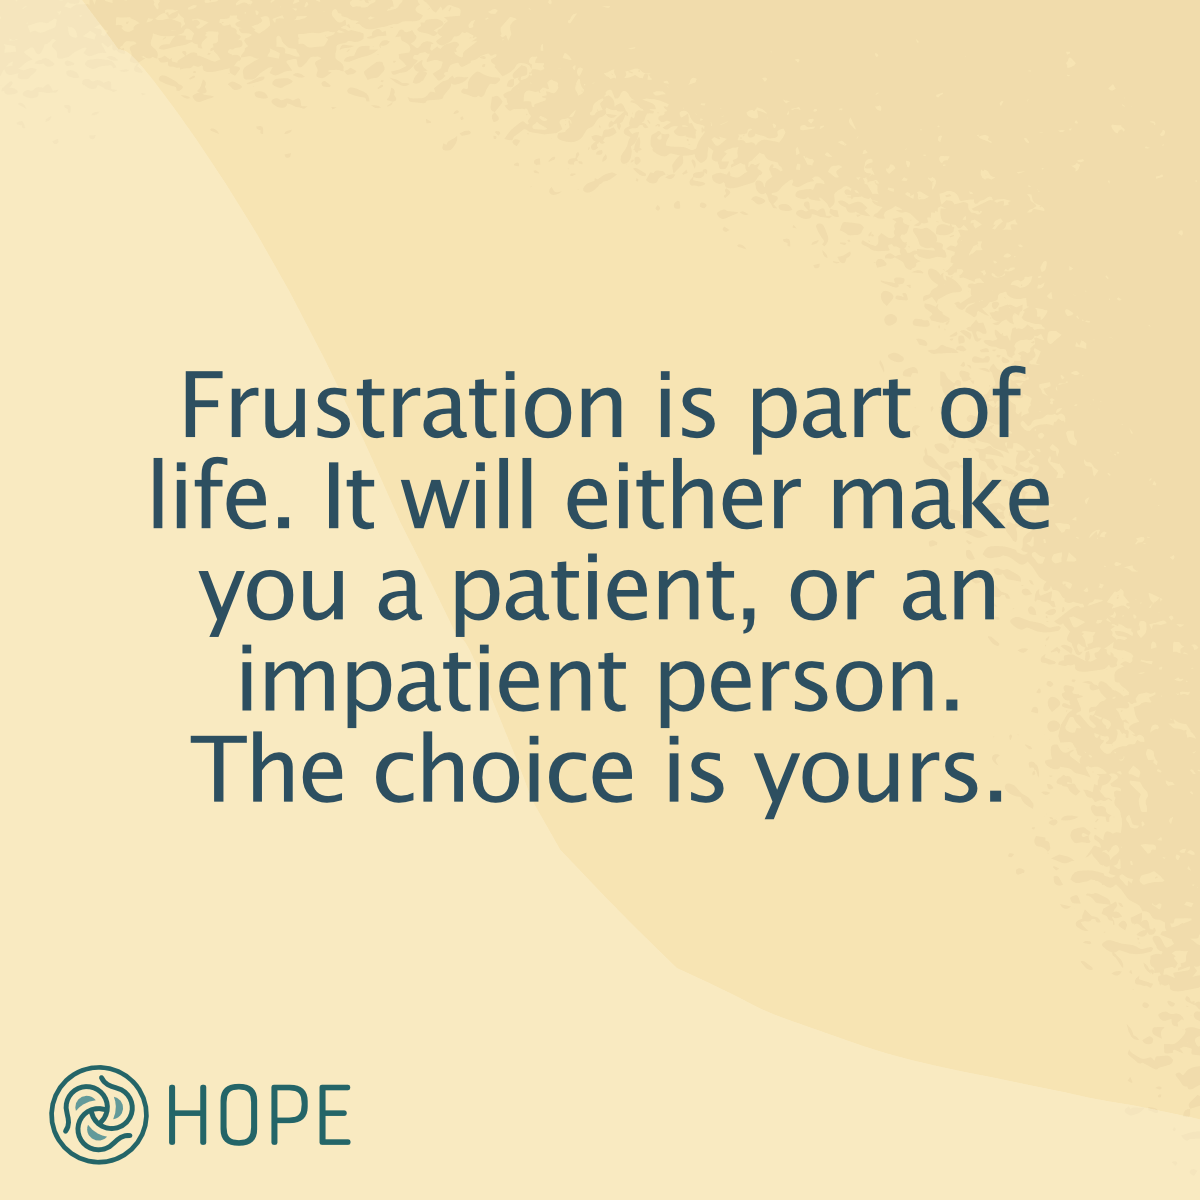 Frustration is part of
life. It will either make
you a patient, or an
impatient person.
The choice is yours.
HOPE